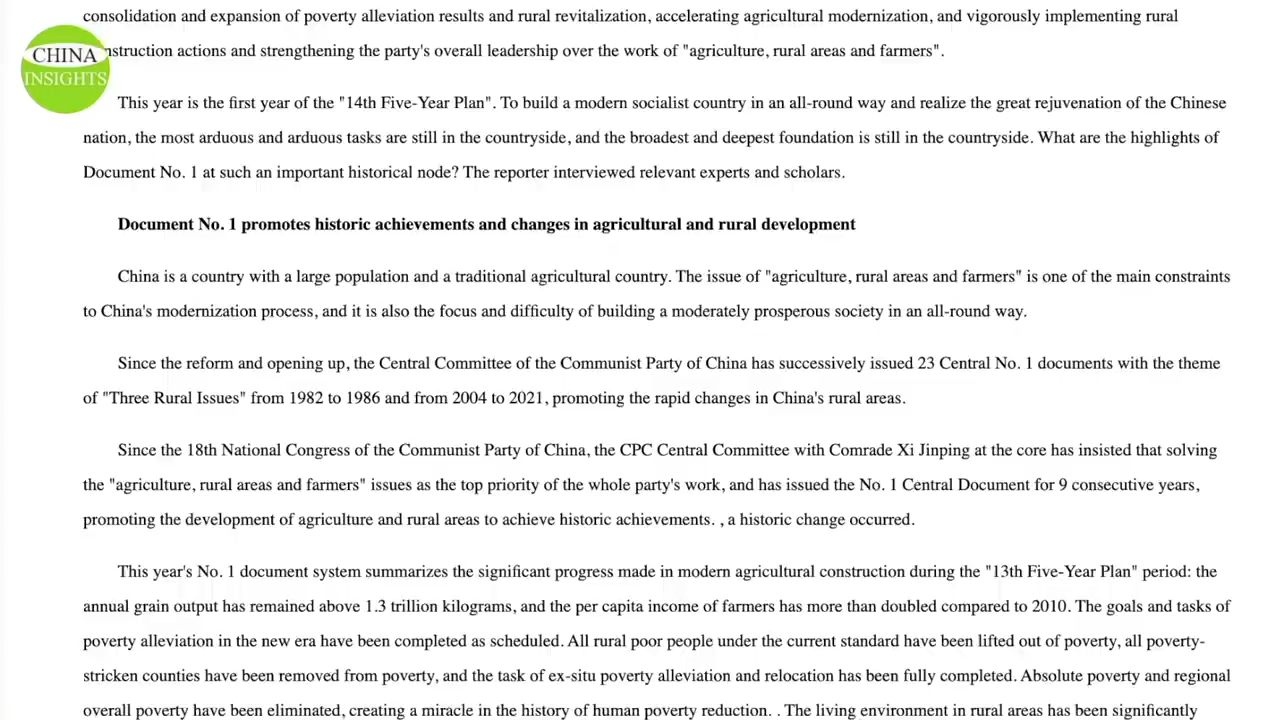 consolidation and expansion of poverty alleviation results and rural revitalization, accelerating agricultural modernization, and vigorously implementing rural
CHINA
INSIGHTS
nstruction actions and strengthening the party's overall leadership over the work of "agriculture, rural areas and farmers".
This year is the first year of the "14th Five-Year Plan". To build a modern socialist country in an all-round way and realize the great rejuvenation of the Chinese
nation, the most arduous and arduous tasks are still in the countryside, and the broadest and deepest foundation is still in the countryside. What are the highlights of
Document No. 1 at such an important historical node? The reporter interviewed relevant experts and scholars.
Document No. 1 promotes historic achievements and changes in agricultural and rural development
China is a country with a large population and a traditional agricultural country. The issue of "agriculture, rural areas and farmers" is one of the main constraints
to China's modernization process, and it is also the focus and difficulty of building a moderately prosperous society in an all-round way.
Since the reform and opening up, the Central Committee of the Communist Party of China has successively issued 23 Central No. 1 documents with the theme
of "Three Rural Issues" from 1982 to 1986 and from 2004 to 2021, promoting the rapid changes in China's rural areas.
Since the 18th National Congress of the Communist Party of China, the CPC Central Committee with Comrade Xi Jinping at the core has insisted that solving
the "agriculture, rural areas and farmers" issues as the top priority of the whole party's work, and has issued the No. 1 Central Document for 9 consecutive years,
promoting the development of agriculture and rural areas to achieve historic achievements. , a historic change occurred.
This year's No. 1 document system summarizes the significant progress made in modern agricultural construction during the "13th Five-Year Plan" period: the
annual grain output has remained above 1.3 trillion kilograms, and the per capita income of farmers has more than doubled compared to 2010. The goals and tasks of
poverty alleviation in the new era have been completed as scheduled. All rural poor people under the current standard have been lifted out of poverty, all poverty-
stricken counties have been removed from poverty, and the task of ex-situ poverty alleviation and relocation has been fully completed. Absolute poverty and regional
overall poverty have been eliminated, creating a miracle in the history of human poverty reduction. . The living environment in rural areas has been significantly